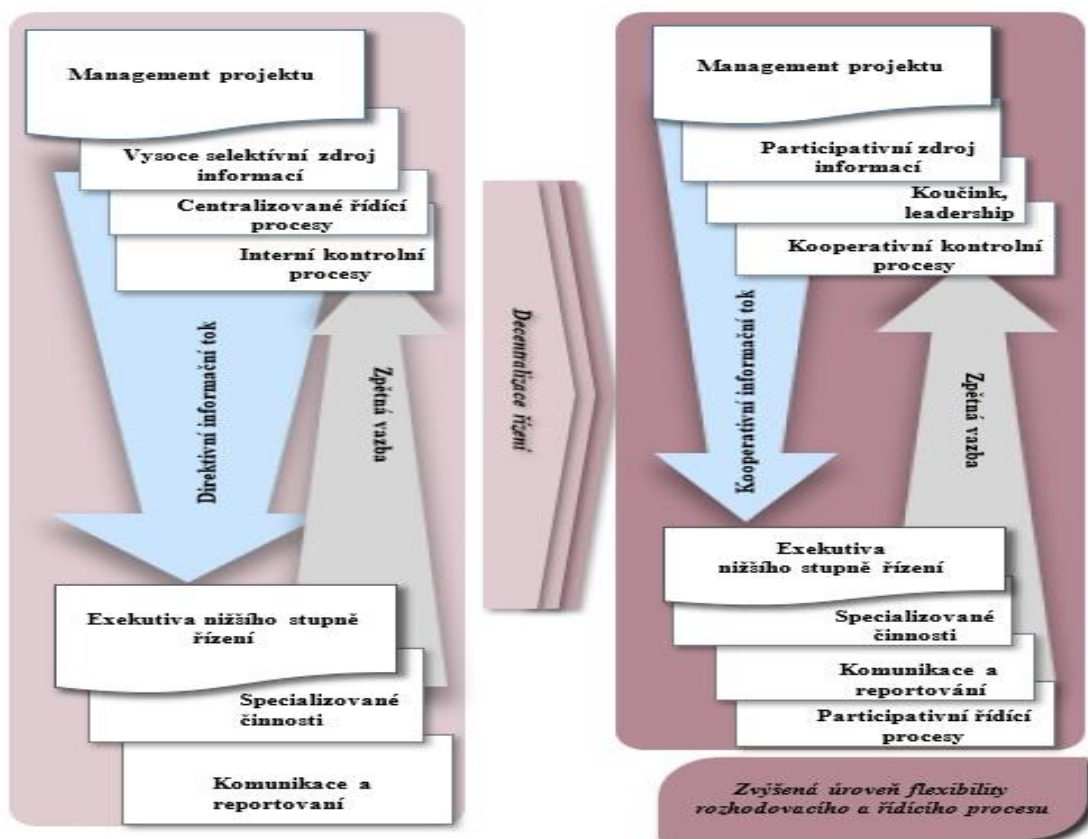 Management projektu
Vysoce selektívní zdroj
informací
Centralizované řídící
procesy
Interní kontrolní
procesy
Direktívní informační tok
Zpětná vazba
Exekutiva nižšího stupně
řízení
Specializované
činnosti
Komunikace a
reportovaní
Decentralizace řízení
Management projektu
Participativní zdroj
informací
Koučink,
leadership
Kooperativní kontrolní
procesy
Kooperativní informační tok
Zpětná vazba
Exekutiva
nižšího stupně řízení
Specializované
činnosti
Komunikace a
reportování
Participativní řídící
procesy
Zvýšená úroveň flexibility
rozhodovacího a řídícího procesu